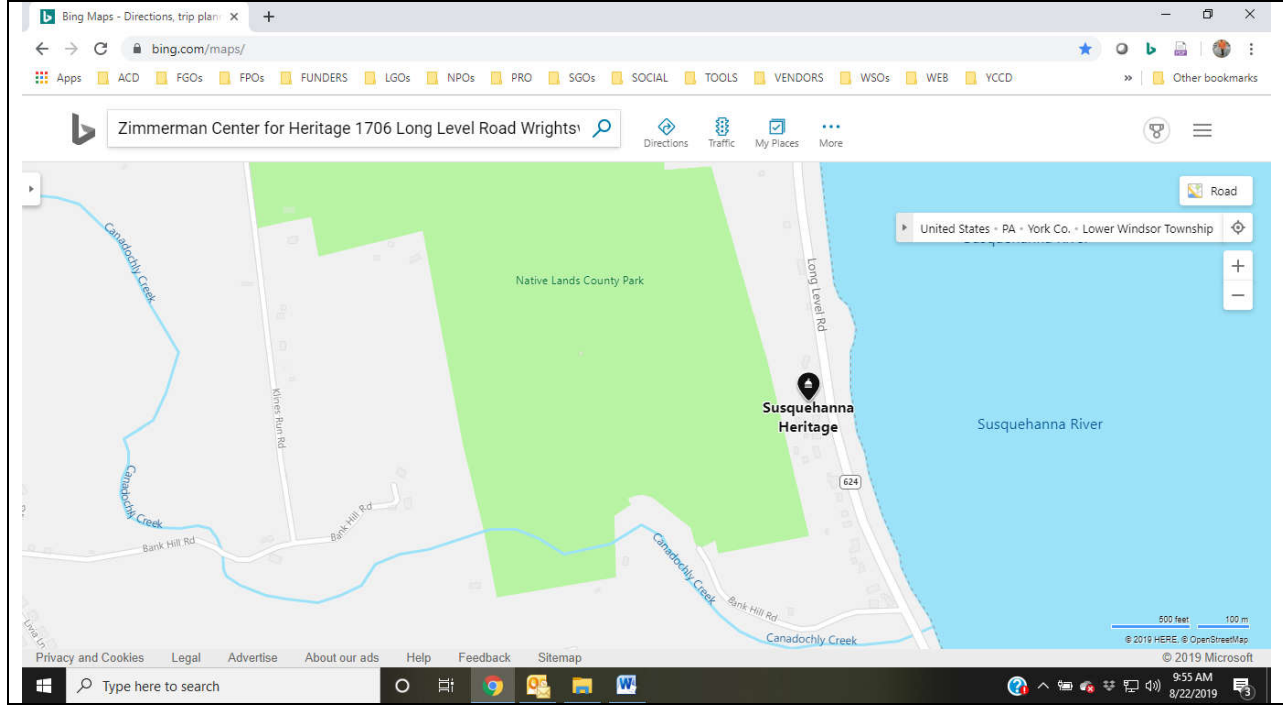 Bing Maps - Directions, trip plan
bing.com/maps/
Apps ACD FGOs FPOs FUNDERS LGOs NPOs PRO SGOs SOCIAL TOOLS VENDORS WSOs WEB YCCD » Other bookmarks
Zimmerman Center for Heritage 1706 Long Level Road Wrightsv
Directions Traffic My Places More
Road
United States · PA · York Co. · Lower Windsor Township
Canadochly Creek
Native Lands County Park
Long Level Rd
Klines Run Rd
Susquehanna
Heritage
Susquehanna River
624
Canadochly Creek
Bank Hill Rd
Bank Hill Rd
Canadochly Creek
Bank Hill Rd
Canadochly Creek
Livia Ln
500 feet 100 m
© 2019 HERE, © OpenStreetMap
Privacy and Cookies Legal Advertise About our ads Help Feedback Sitemap © 2019 Microsoft
Type here to search
9:55 AM
8/22/2019
3